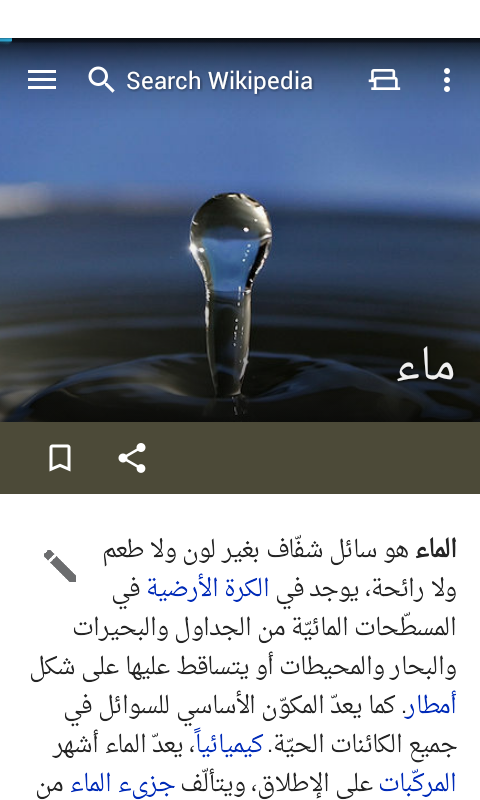 Search Wikipedia
ماء
الماء هو سائل شفّاف بغير لون ولا طعم
ولا رائحة، يوجد في الكرة الأرضية في
المسطّحات المائيّة من الجداول والبحيرات
والبحار والمحيطات أو يتساقط عليها على شكل
أمطار. كما يعدّ المكوّن الأساسي للسوائل في
جميع الكائنات الحيّة. كيميائياً، يعدّ الماء أشهر
المركّبات على الإطلاق، ويتألّف جزيء الماء من